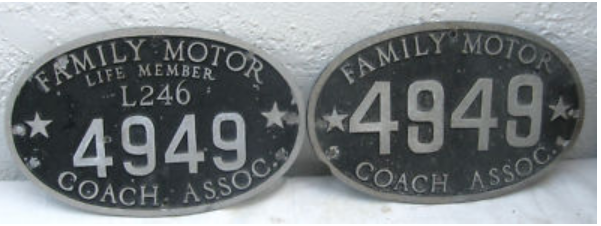 FAMILY MOTOR
LIFE MEMBER
L246
4949
COACH ASSOC.
FAMILY MOTOR
4949
COACH ASSOC.